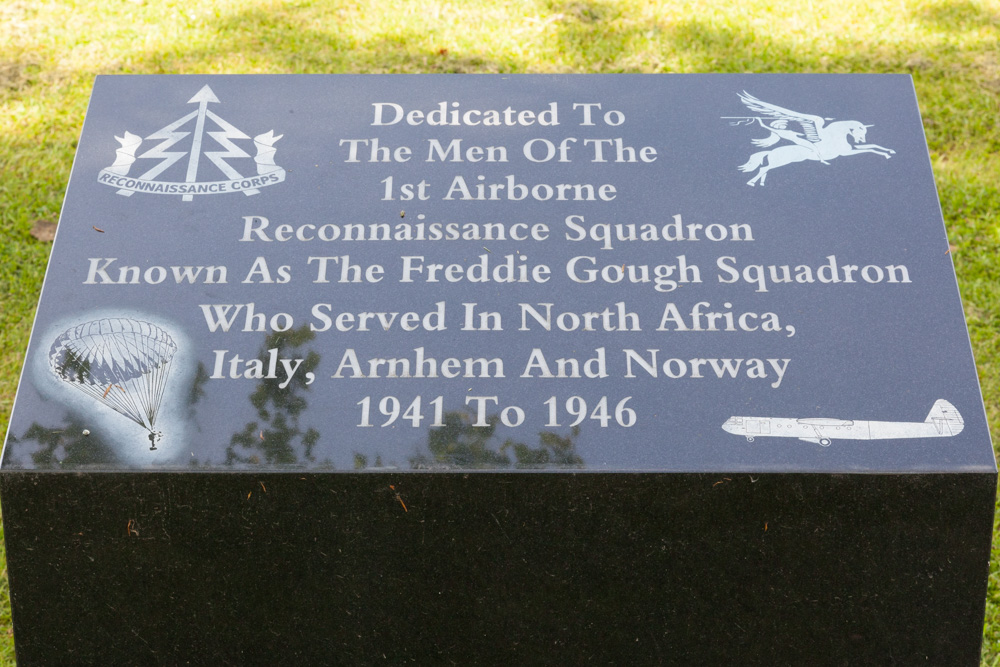 Dedicated To
The Men Of The
1st Airborne
Reconnaissance Squadron
Known As The Freddie Gough Squadron
Who Served In North Africa,
Italy, Arnhem And Norway
1941 To 1946
RECONNAISSANCE CORPS